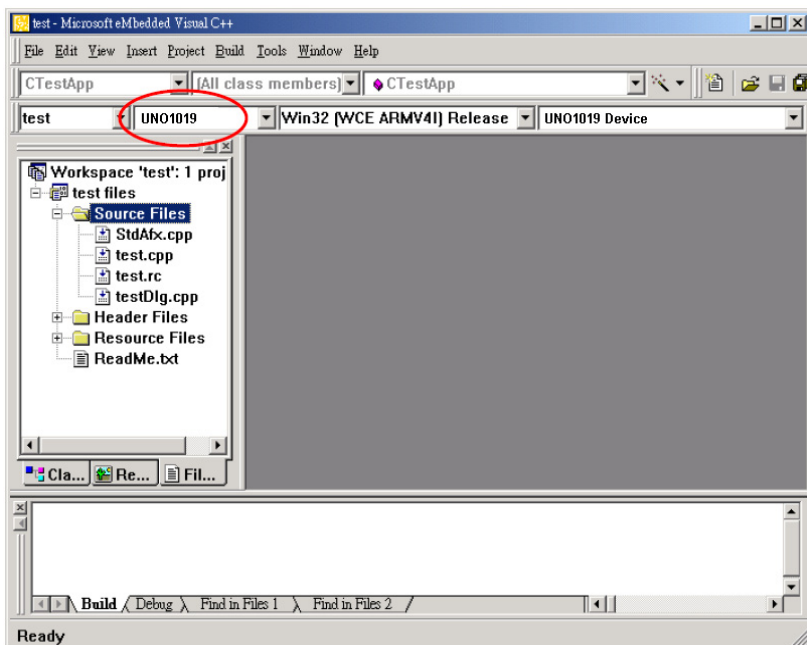 test - Microsoft eMbedded Visual C++
File Edit View Insert Project Build Tools Window Help
CTestApp [All class members] CTestApp
test UNO1019 Win32 (WCE ARMV4I) Release UNO1019 Device
Workspace 'test': 1 proj
test files
Source Files
StdAfx.cpp
test.cpp
test.rc
testDlg.cpp
Header Files
Resource Files
ReadMe.txt
Cla... Re... Fil...
Build Debug Find in Files 1 Find in Files 2
Ready